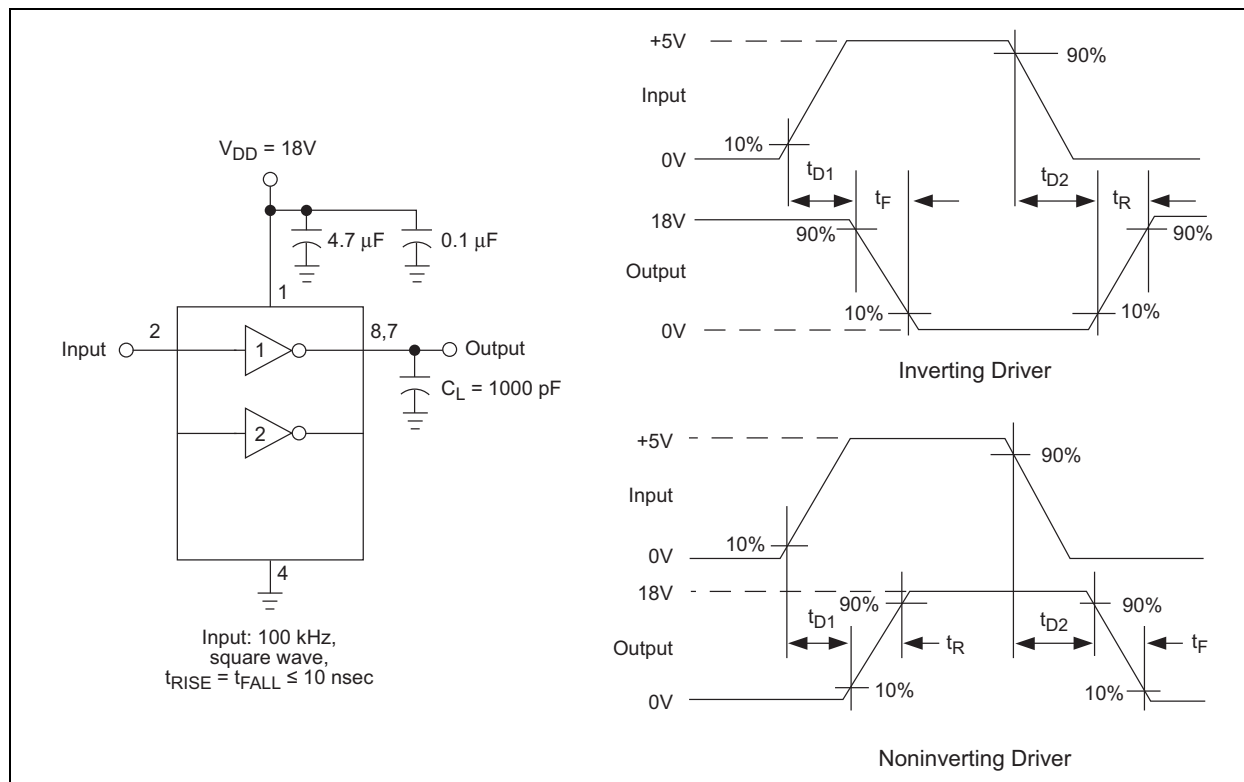 V_DD = 18V
4.7 µF
0.1 µF
1
Input
2
1
8,7
Output
C_L = 1000 pF
2
4
Input: 100 kHz,
square wave,
t_RISE = t_FALL ≤ 10 nsec
+5V
90%
Input
10%
0V
t_D1
t_F
t_D2
t_R
18V
90%
90%
Output
10%
10%
0V
Inverting Driver
+5V
90%
Input
10%
0V
18V
90%
90%
t_D1
t_R
t_D2
t_F
Output
10%
10%
0V
Noninverting Driver